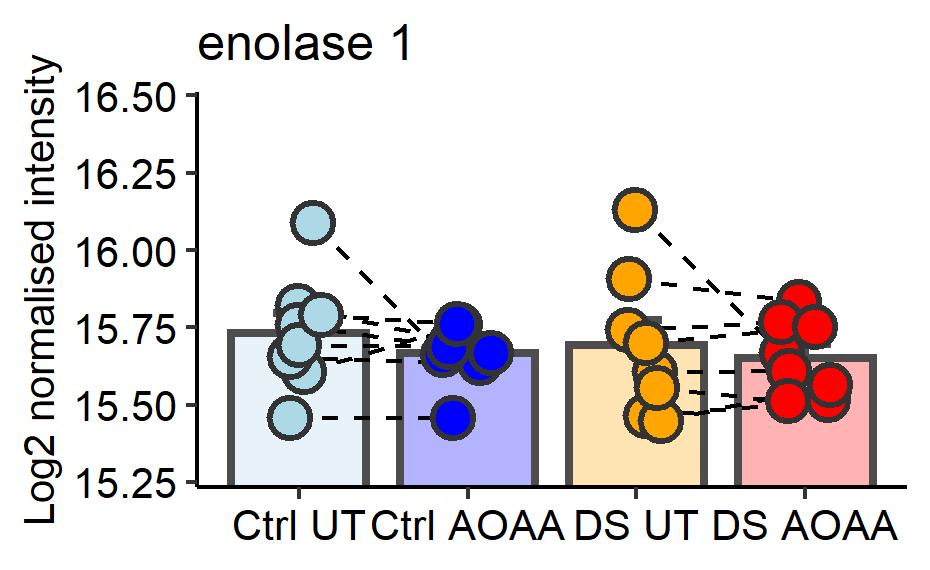 enolase 1
Log2 normalised intensity
16.50
16.25
16.00
15.75
15.50
15.25
Ctrl UT Ctrl AOAA DS UT DS AOAA